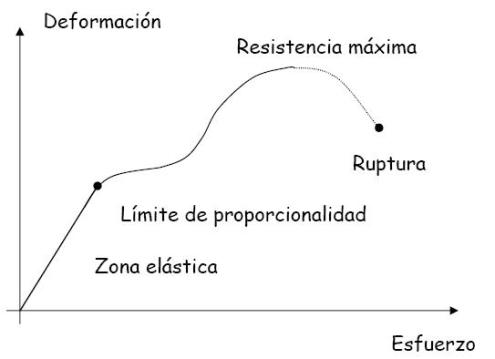 Deformación
Resistencia máxima
Ruptura
Límite de proporcionalidad
Zona elástica
Esfuerzo